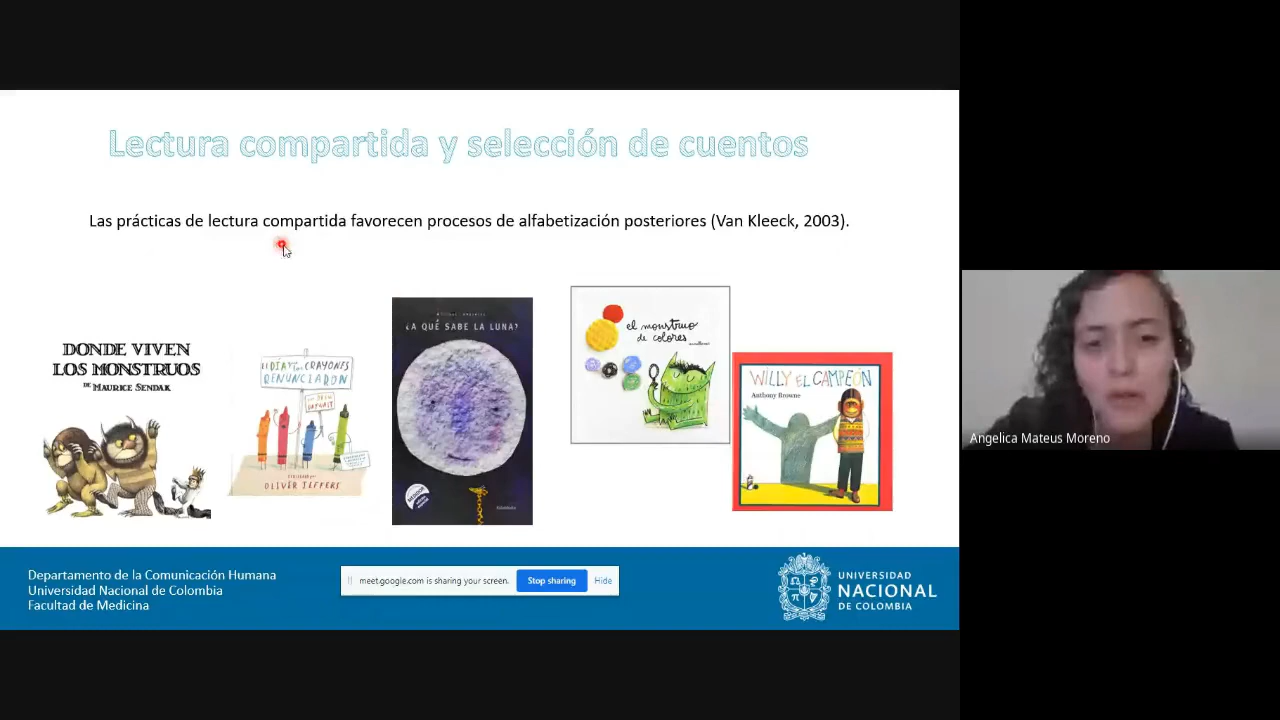 Lectura compartida y selección de cuentos
Las prácticas de lectura compartida favorecen procesos de alfabetización posteriores (Van Kleeck, 2003).
DONDE VIVEN
LOS MONSTRUOS
DE MAURICE SENDAK
EL DÍA QUE LOS CRAYONES
RENUNCIARON
OLIVER JEFFERS
¿A QUÉ SABE LA LUNA?
el monstruo
de colores
WILLY EL CAMPEÓN
Anthony Browne
Angelica Mateus Moreno
Departamento de la Comunicación Humana
Universidad Nacional de Colombia
Facultad de Medicina
meet.google.com is sharing your screen.
Stop sharing
Hide
UNIVERSIDAD
NACIONAL
DE COLOMBIA